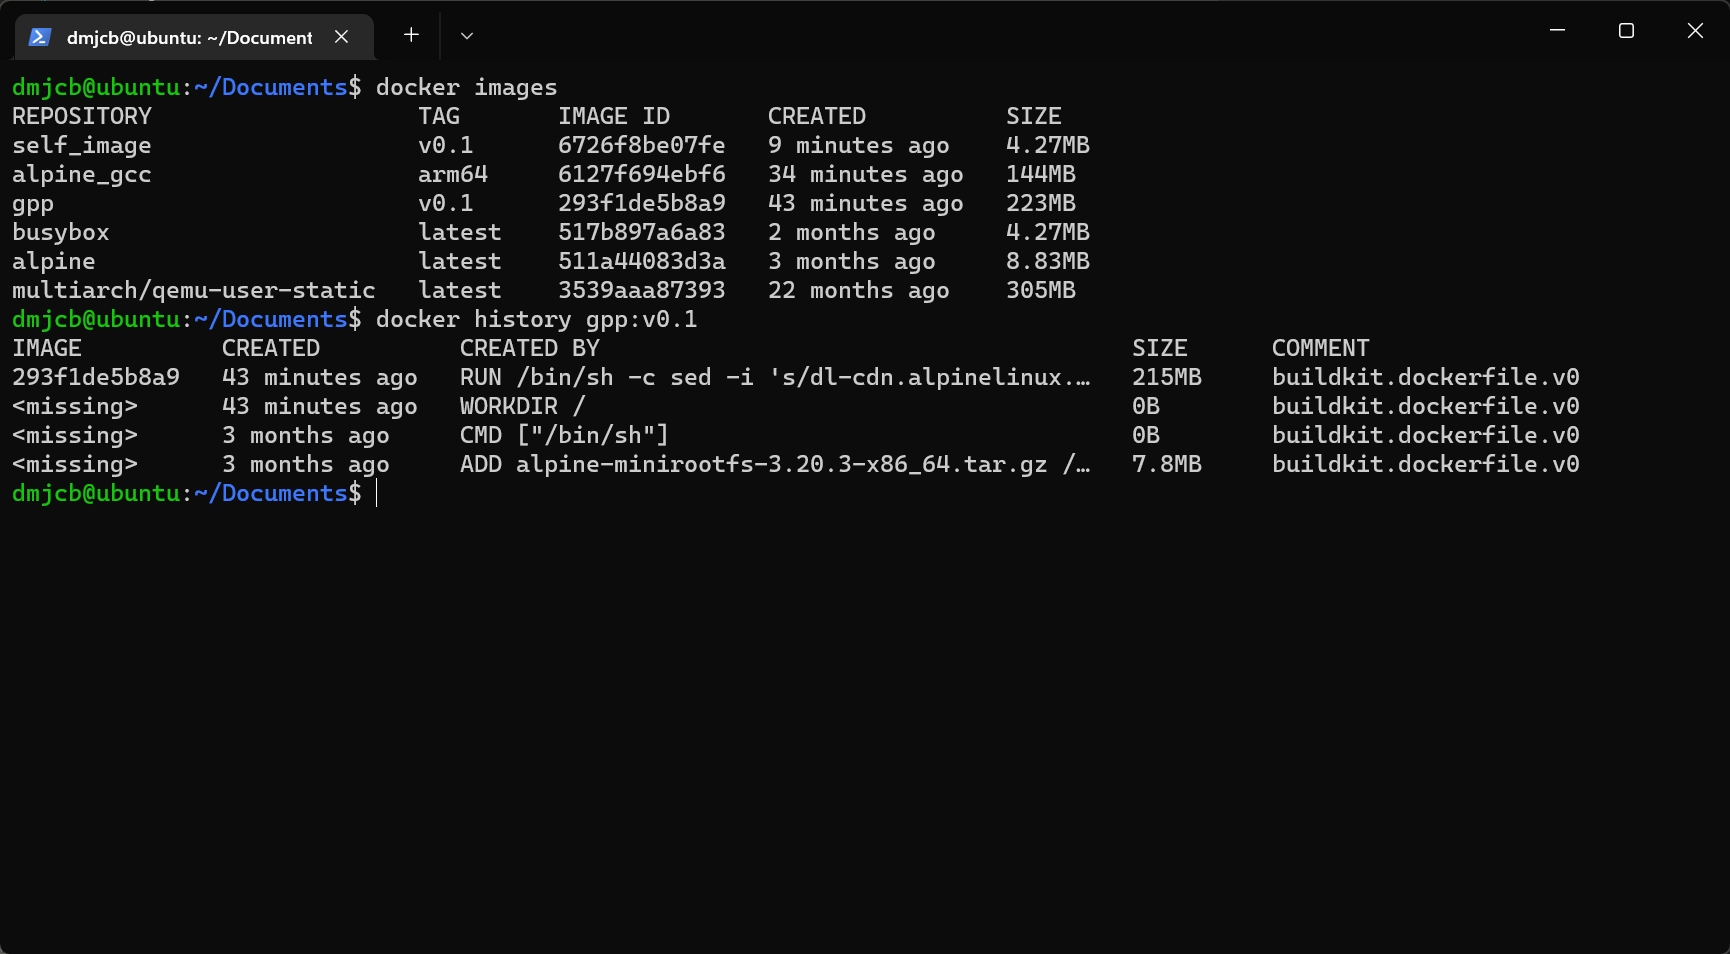 dmjcb@ubuntu: ~/Document
dmjcb@ubuntu:~/Documents$ docker images
REPOSITORY                   TAG       IMAGE ID       CREATED          SIZE
self_image                   v0.1      6726f8be07fe   9 minutes ago    4.27MB
alpine_gcc                   arm64     6127f694ebf6   34 minutes ago   144MB
gpp                          v0.1      293f1de5b8a9   43 minutes ago   223MB
busybox                      latest    517b897a6a83   2 months ago     4.27MB
alpine                       latest    511a44083d3a   3 months ago     8.83MB
multiarch/qemu-user-static   latest    3539aaa87393   22 months ago    305MB
dmjcb@ubuntu:~/Documents$ docker history gpp:v0.1
IMAGE          CREATED          CREATED BY                                      SIZE      COMMENT
293f1de5b8a9   43 minutes ago   RUN /bin/sh -c sed -i 's/dl-cdn.alpinelinux.…   215MB     buildkit.dockerfile.v0
<missing>      43 minutes ago   WORKDIR /                                       0B        buildkit.dockerfile.v0
<missing>      3 months ago     CMD ["/bin/sh"]                                 0B        buildkit.dockerfile.v0
<missing>      3 months ago     ADD alpine-minirootfs-3.20.3-x86_64.tar.gz /…   7.8MB     buildkit.dockerfile.v0
dmjcb@ubuntu:~/Documents$